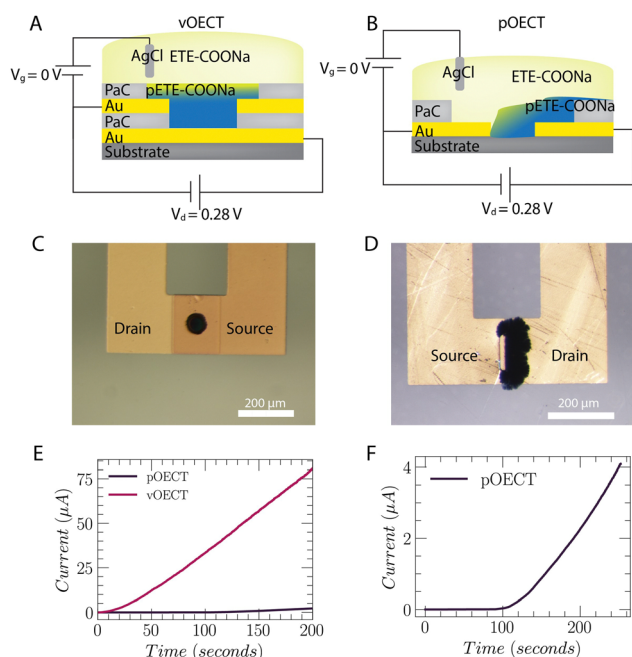 A
vOECT
AgCl
ETE-COONa
Vg = 0 V
PaC
pETE-COONa
Au
PaC
Au
Substrate
Vd = 0.28 V
B
pOECT
AgCl
ETE-COONa
Vg = 0 V
PaC
pETE-COONa
Au
Substrate
Vd = 0.28 V
C
Drain
Source
200 μm
D
Source
Drain
200 μm
E
pOECT
vOECT
75
50
25
0
Current (μA)
0
50
100
150
200
Time (seconds)
F
pOECT
4
2
0
Current (μA)
0
100
200
Time (seconds)